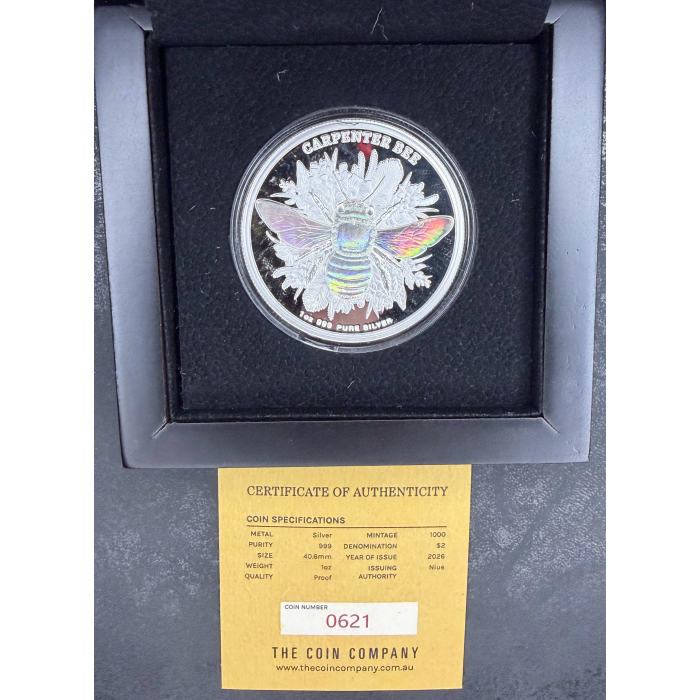 CARPENTER BEE
1oz 999 PURE SILVER
CERTIFICATE OF AUTHENTICITY
COIN SPECIFICATIONS
METAL Silver MINTAGE 1000
PURITY 999 DENOMINATION $2
SIZE 40.6mm YEAR OF ISSUE 2026
WEIGHT 1oz ISSUING AUTHORITY Niue
QUALITY Proof
COIN NUMBER
0621
THE COIN COMPANY
www.thecoincompany.com.au